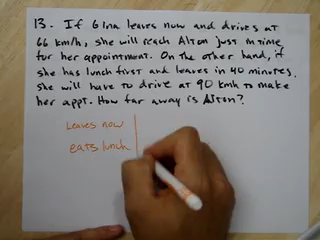 13. If Gina leaves now and drives at
66 km/h, she will reach Alton just in time
for her appointment. On the other hand, if
she has lunch first and leaves in 40 minutes,
she will have to drive at 90 km/h to make
her appt. How far away is Alton?
Leaves now
eats lunch